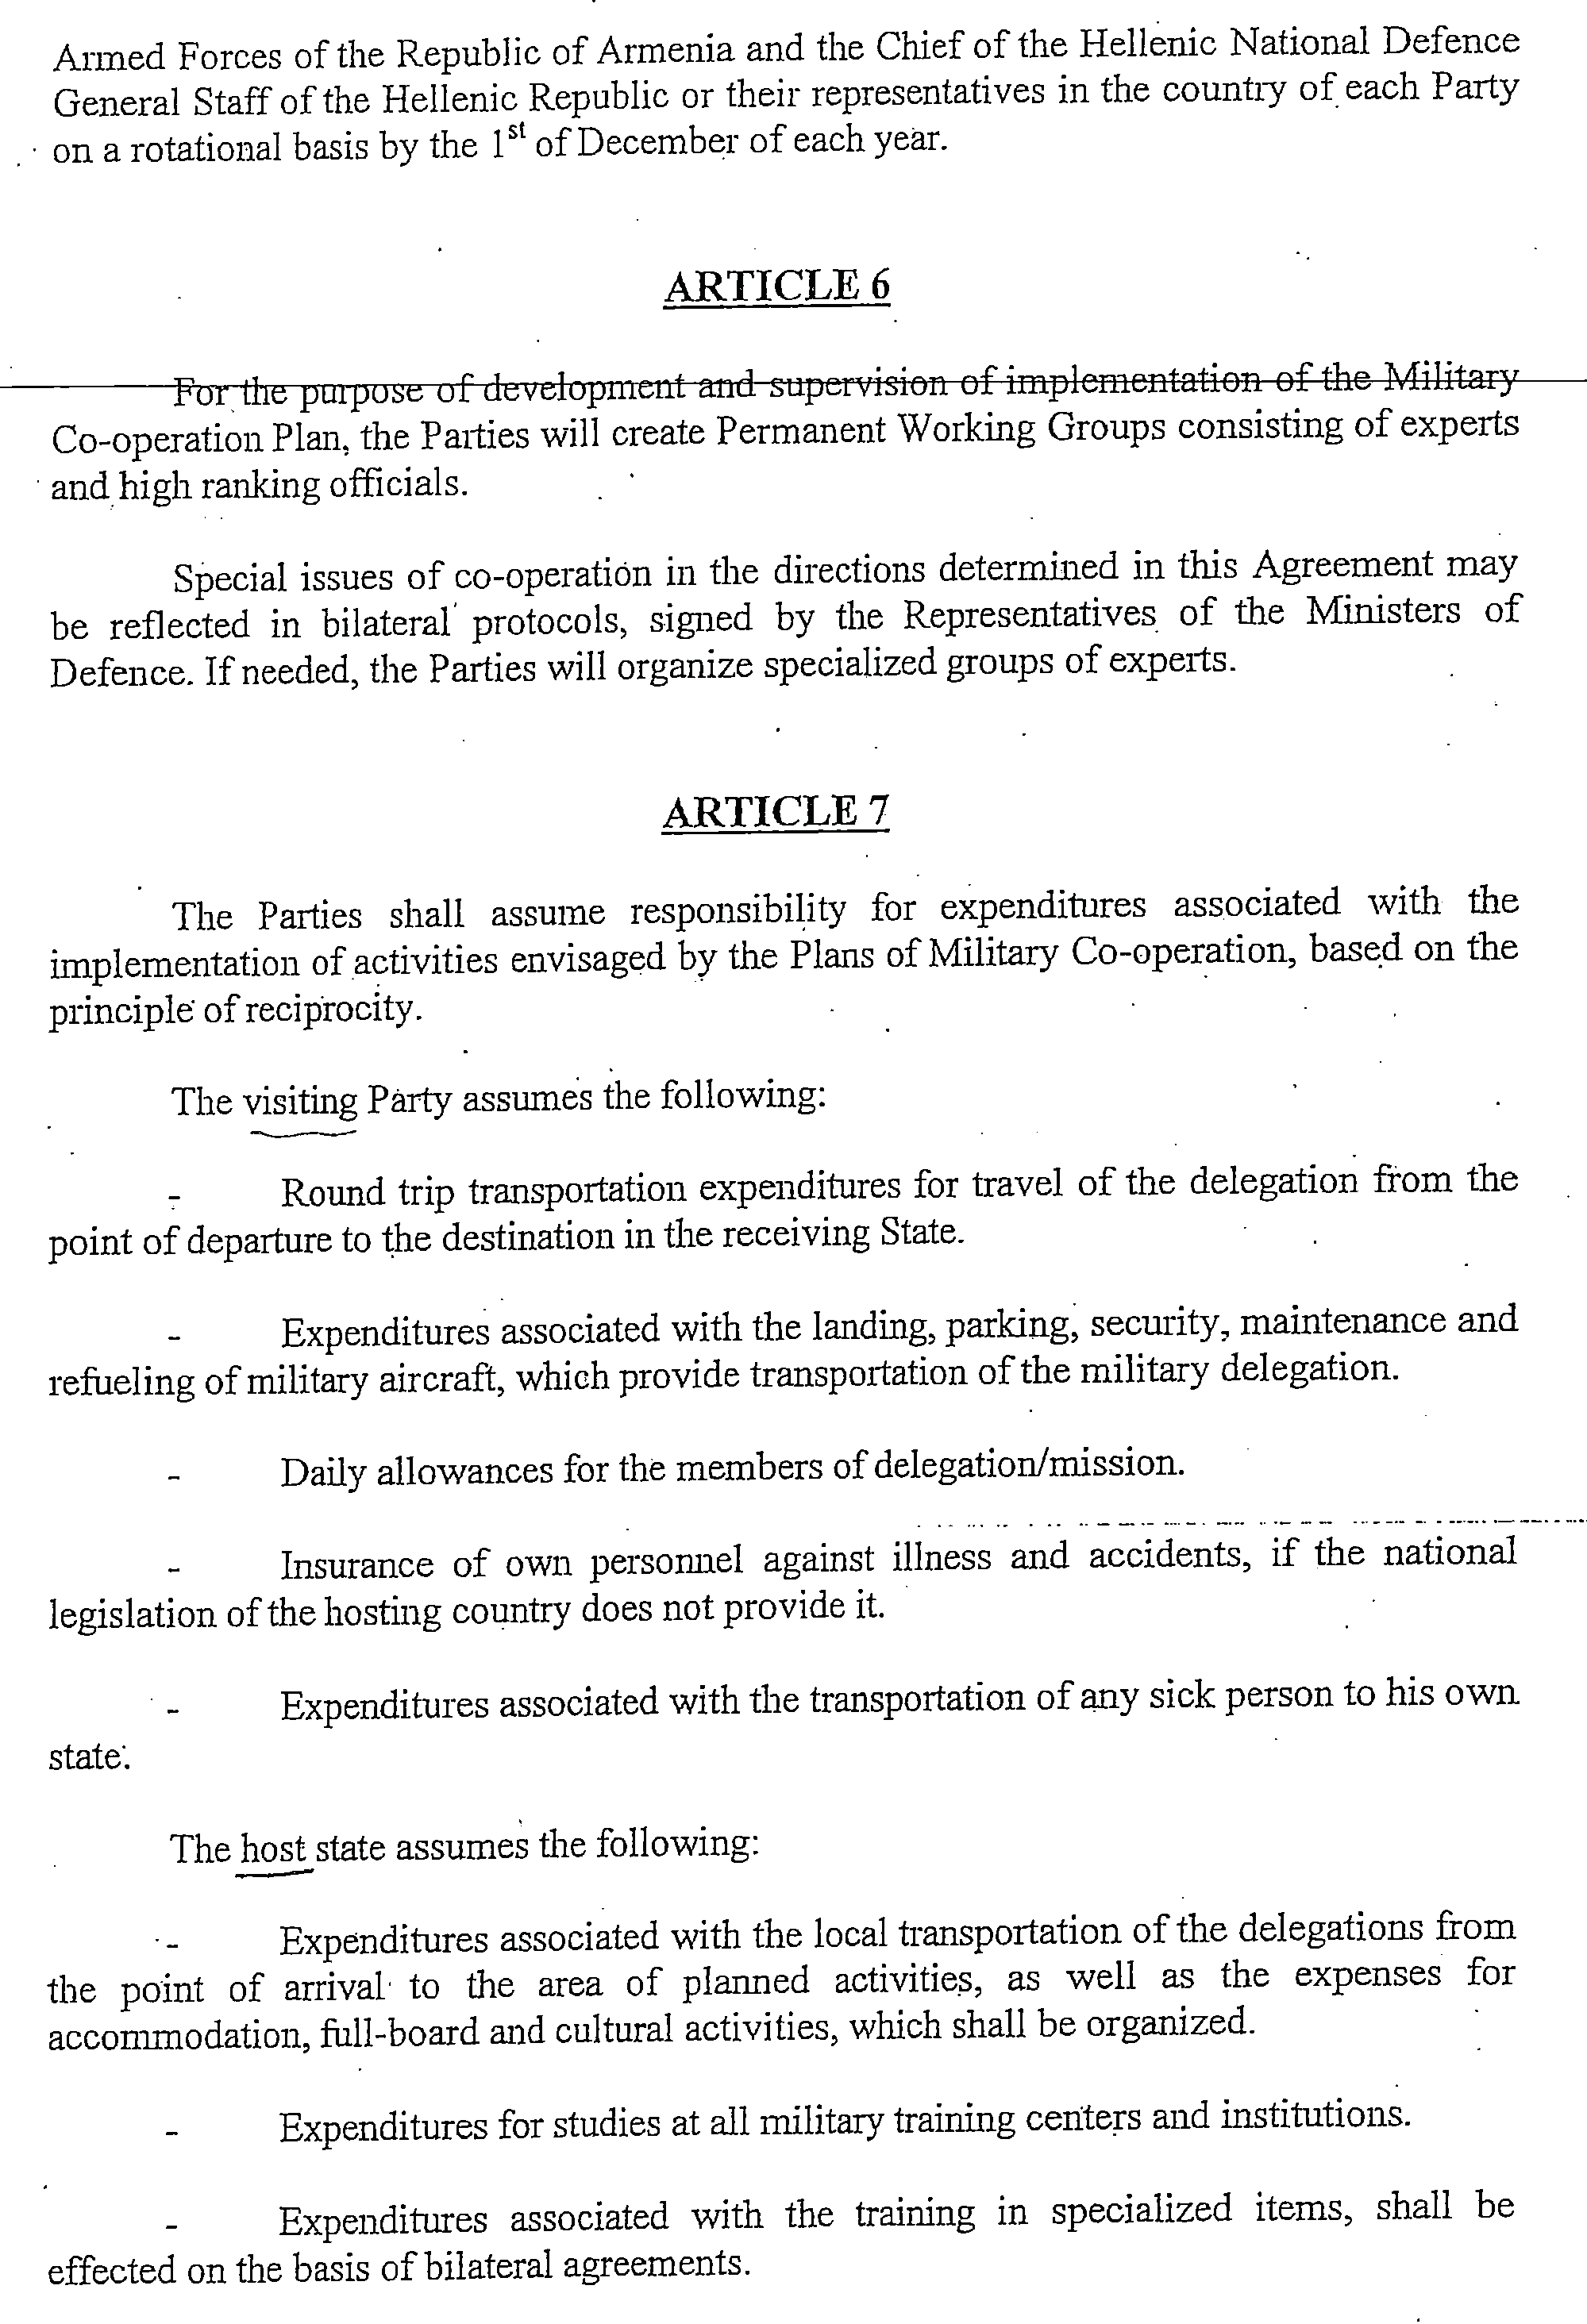 Armed Forces of the Republic of Armenia and the Chief of the Hellenic National Defence
General Staff of the Hellenic Republic or their representatives in the country of each Party
on a rotational basis by the 1st of December of each year.
ARTICLE 6
For the purpose of development and supervision of implementation of the Military
Co-operation Plan, the Parties will create Permanent Working Groups consisting of experts
and high ranking officials.
Special issues of co-operation in the directions determined in this Agreement may
be reflected in bilateral protocols, signed by the Representatives of the Ministers of
Defence. If needed, the Parties will organize specialized groups of experts.
ARTICLE 7
The Parties shall assume responsibility for expenditures associated with the
implementation of activities envisaged by the Plans of Military Co-operation, based on the
principle of reciprocity.
The visiting Party assumes the following:
- Round trip transportation expenditures for travel of the delegation from the
point of departure to the destination in the receiving State.
- Expenditures associated with the landing, parking, security, maintenance and
refueling of military aircraft, which provide transportation of the military delegation.
- Daily allowances for the members of delegation/mission.
- Insurance of own personnel against illness and accidents, if the national
legislation of the hosting country does not provide it.
- Expenditures associated with the transportation of any sick person to his own
state.
The host state assumes the following:
- Expenditures associated with the local transportation of the delegations from
the point of arrival to the area of planned activities, as well as the expenses for
accommodation, full-board and cultural activities, which shall be organized.
- Expenditures for studies at all military training centers and institutions.
- Expenditures associated with the training in specialized items, shall be
effected on the basis of bilateral agreements.